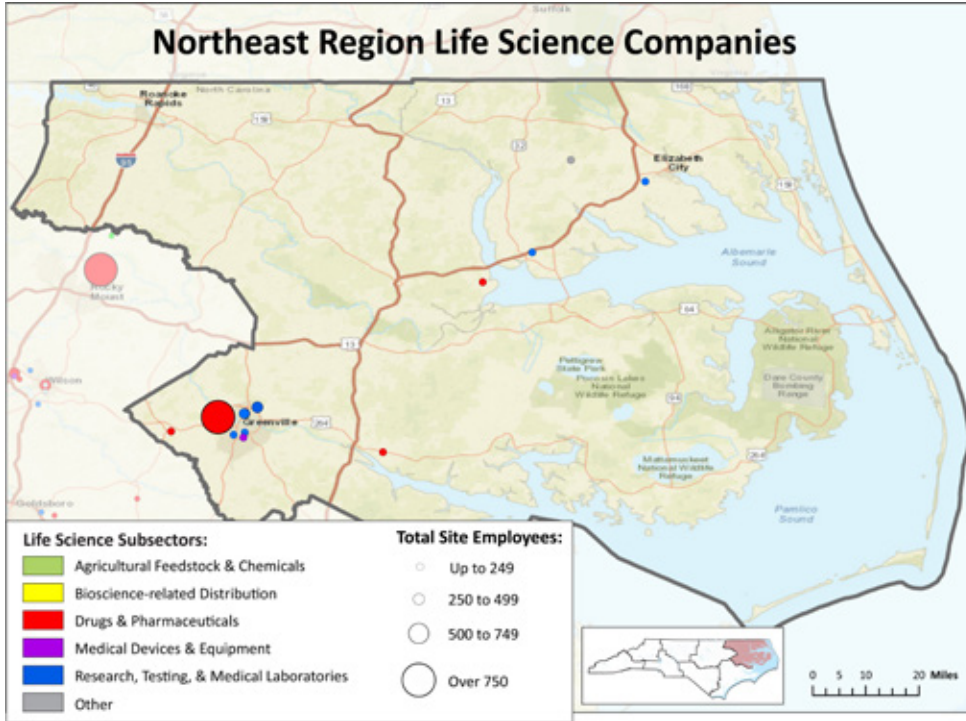 Suffolk
Northeast Region Life Science Companies
Virginia
North Carolina
Virginia
Roanoke
Rapids
158
13
32
168
95
Elizabeth
City
158
Albemarle
Sound
Rocky
Mount
64
13
Alligator River
National
Wildlife Refuge
Pettigrew
State Park
Pocosin Lakes
National
Wildlife Refuge
Dare County
Bombing
Range
Wilson
94
Greenville
264
264
Mattamuskeet
National Wildlife
Refuge
Pamlico
Sound
Goldsboro
Life Science Subsectors:
Agricultural Feedstock & Chemicals
Bioscience-related Distribution
Drugs & Pharmaceuticals
Medical Devices & Equipment
Research, Testing, & Medical Laboratories
Other
Total Site Employees:
Up to 249
250 to 499
500 to 749
Over 750
0 5 10 20 Miles